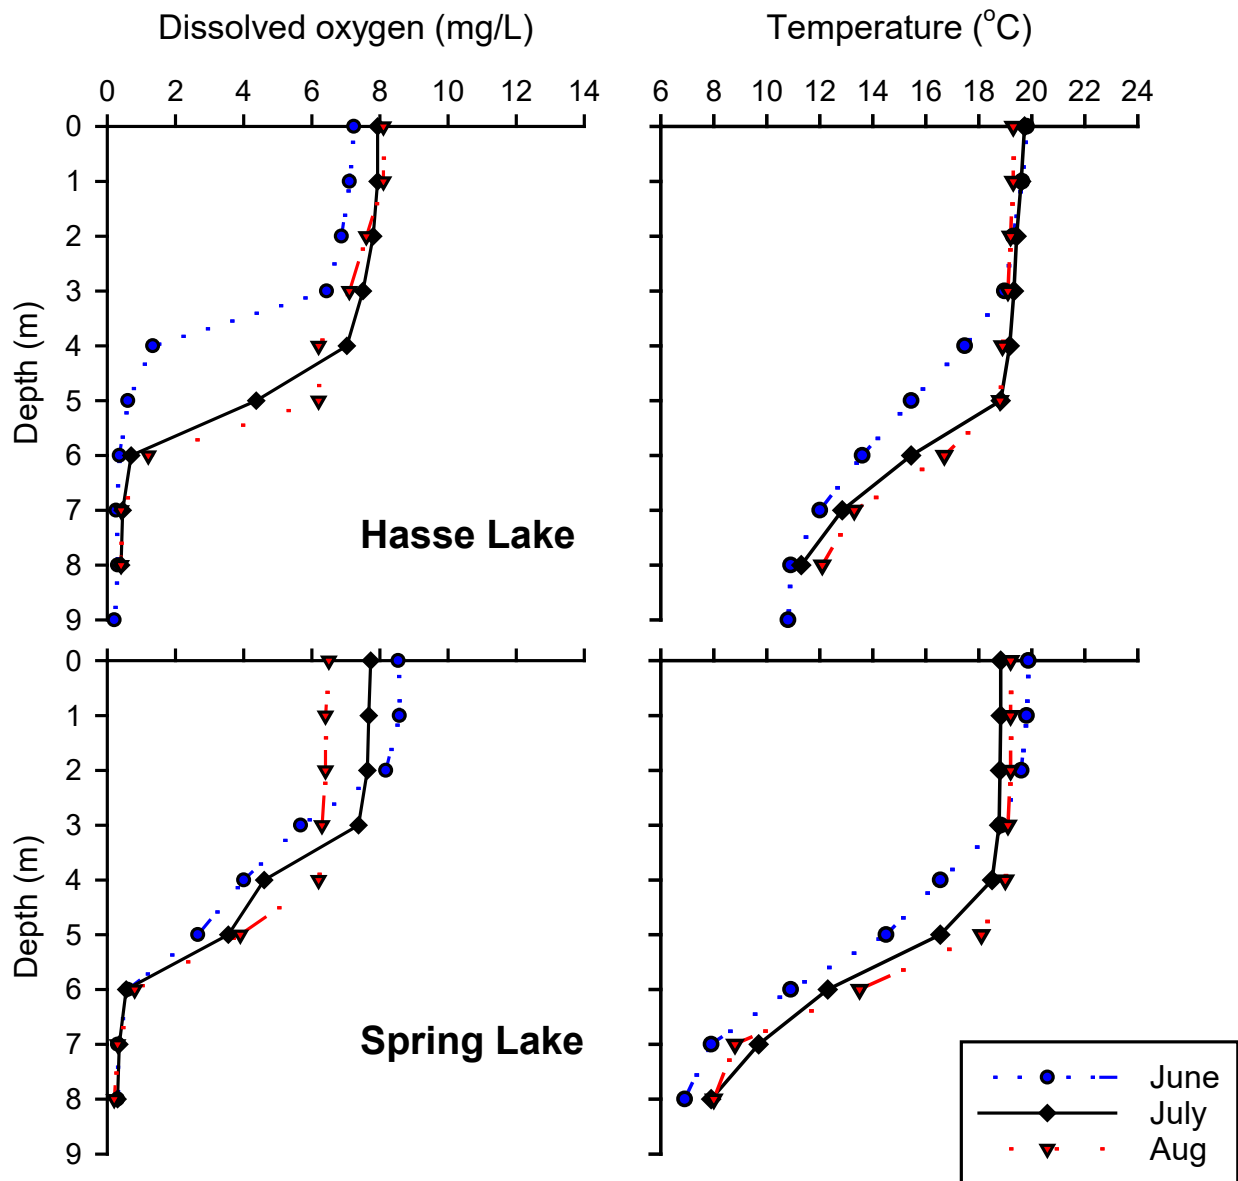 Dissolved oxygen (mg/L)
Temperature (°C)
0 2 4 6 8 10 12 14
6 8 10 12 14 16 18 20 22 24
Depth (m)
0
1
2
3
4
5
6
7
8
9
Hasse Lake
Depth (m)
0
1
2
3
4
5
6
7
8
9
Spring Lake
June
July
Aug